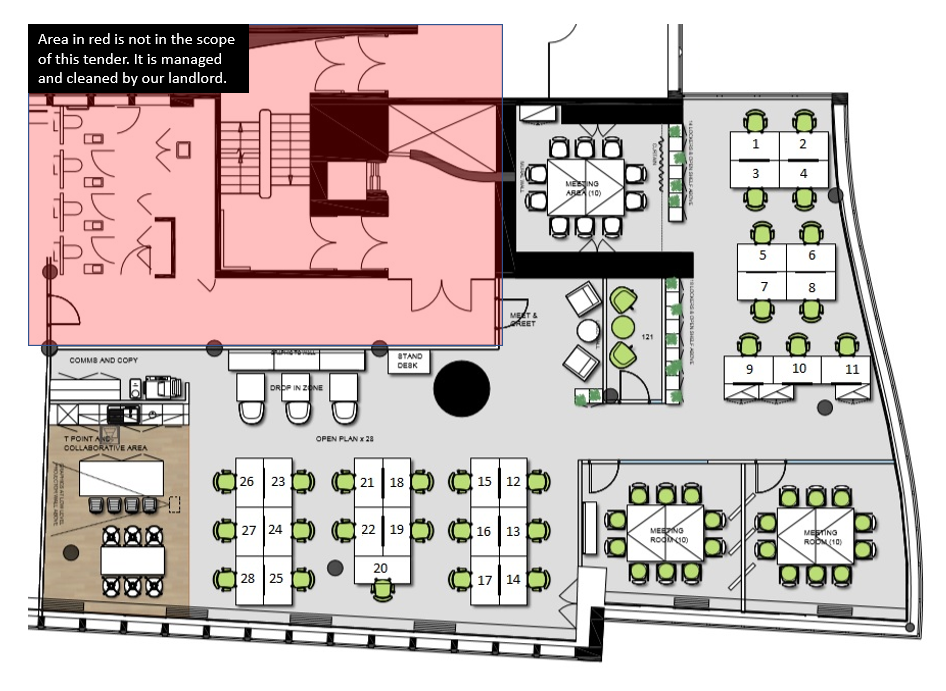 Area in red is not in the scope
of this tender. It is managed
and cleaned by our landlord.
1 2
3 4
MEETING
AREA (10)
CURTAIN
5 6
7 8
MEET &
GREET
121
COMMS AND COPY
STAND
DESK
9 10 11
DROP IN ZONE
T POINT AND
COLLABORATIVE AREA
OPEN PLAN x 28
26 23 21 18 15 12
27 24 22 19 16 13
MEETING
ROOM (10)
MEETING
ROOM (10)
28 25 20 17 14